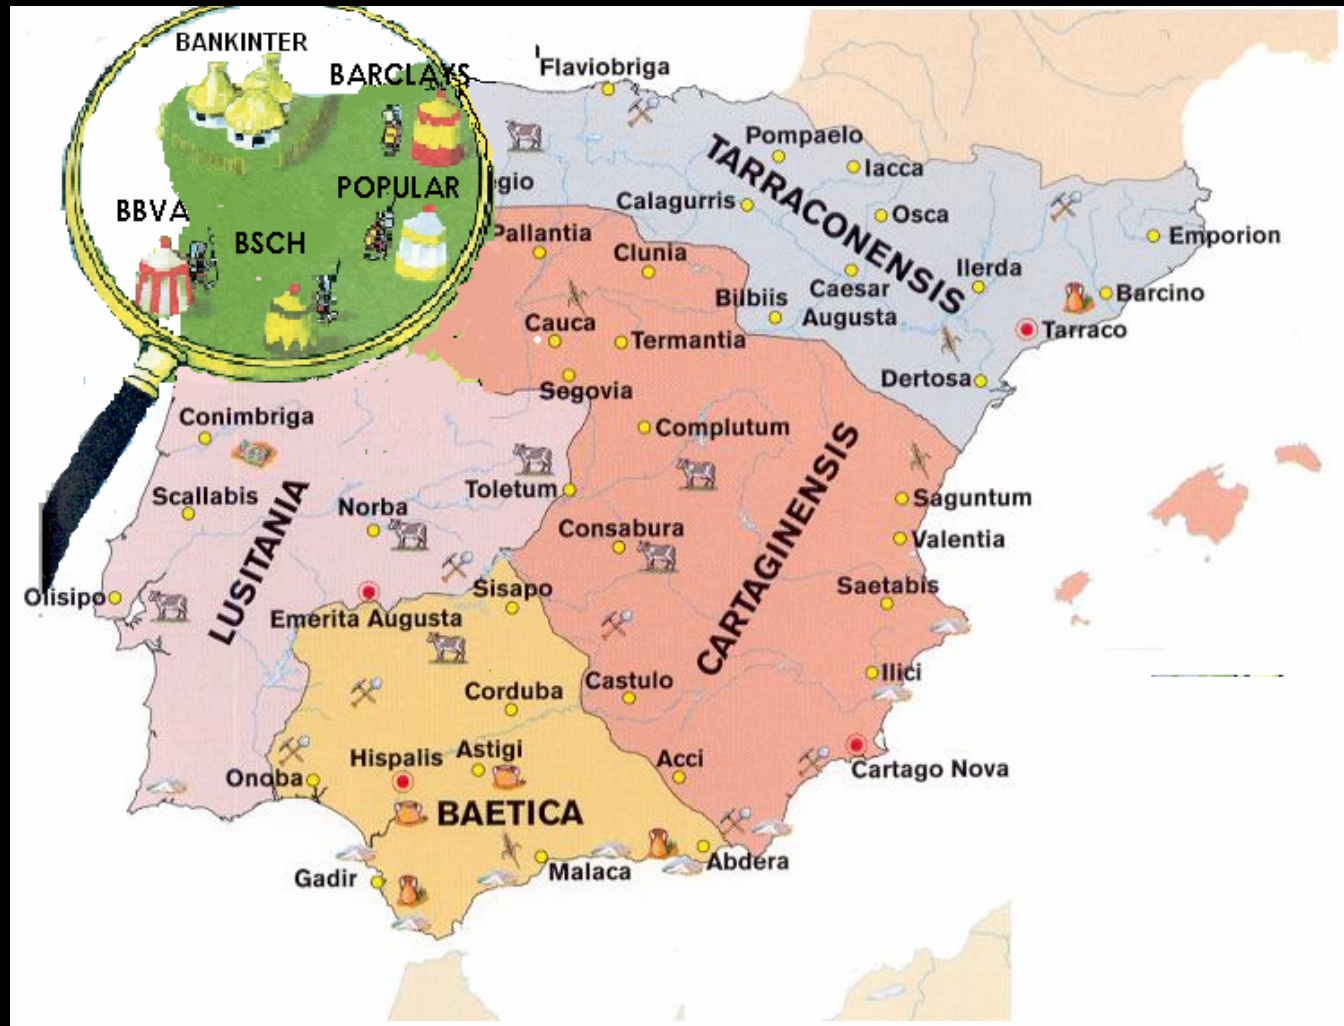 BANKINTER
BARCLAYS
POPULAR
BBVA
BSCH
Flaviobriga
Pompaelo
Iacca
TARRACONENSIS
egio
Calagurris
Osca
Emporion
Pallantia
Clunia
Ilerda
Bilbiis
Caesar
Augusta
Barcino
Cauca
Termantia
Tarraco
Segovia
Dertosa
Conimbriga
Complutum
CARTAGINENSIS
Scallabis
Norba
Toletum
Saguntum
LUSITANIA
Consabura
Valentia
Olisipo
Sisapo
Saetabis
Emerita Augusta
Corduba
Castulo
Ilici
Hispalis
Astigi
Acci
Cartago Nova
Onoba
BAETICA
Gadir
Malaca
Abdera